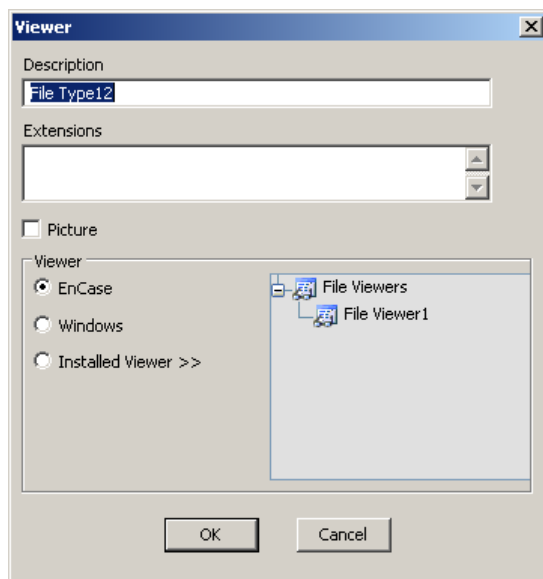 Viewer
Description
File Type12
Extensions
Picture
Viewer
EnCase
Windows
Installed Viewer >>
File Viewers
File Viewer1
OK
Cancel